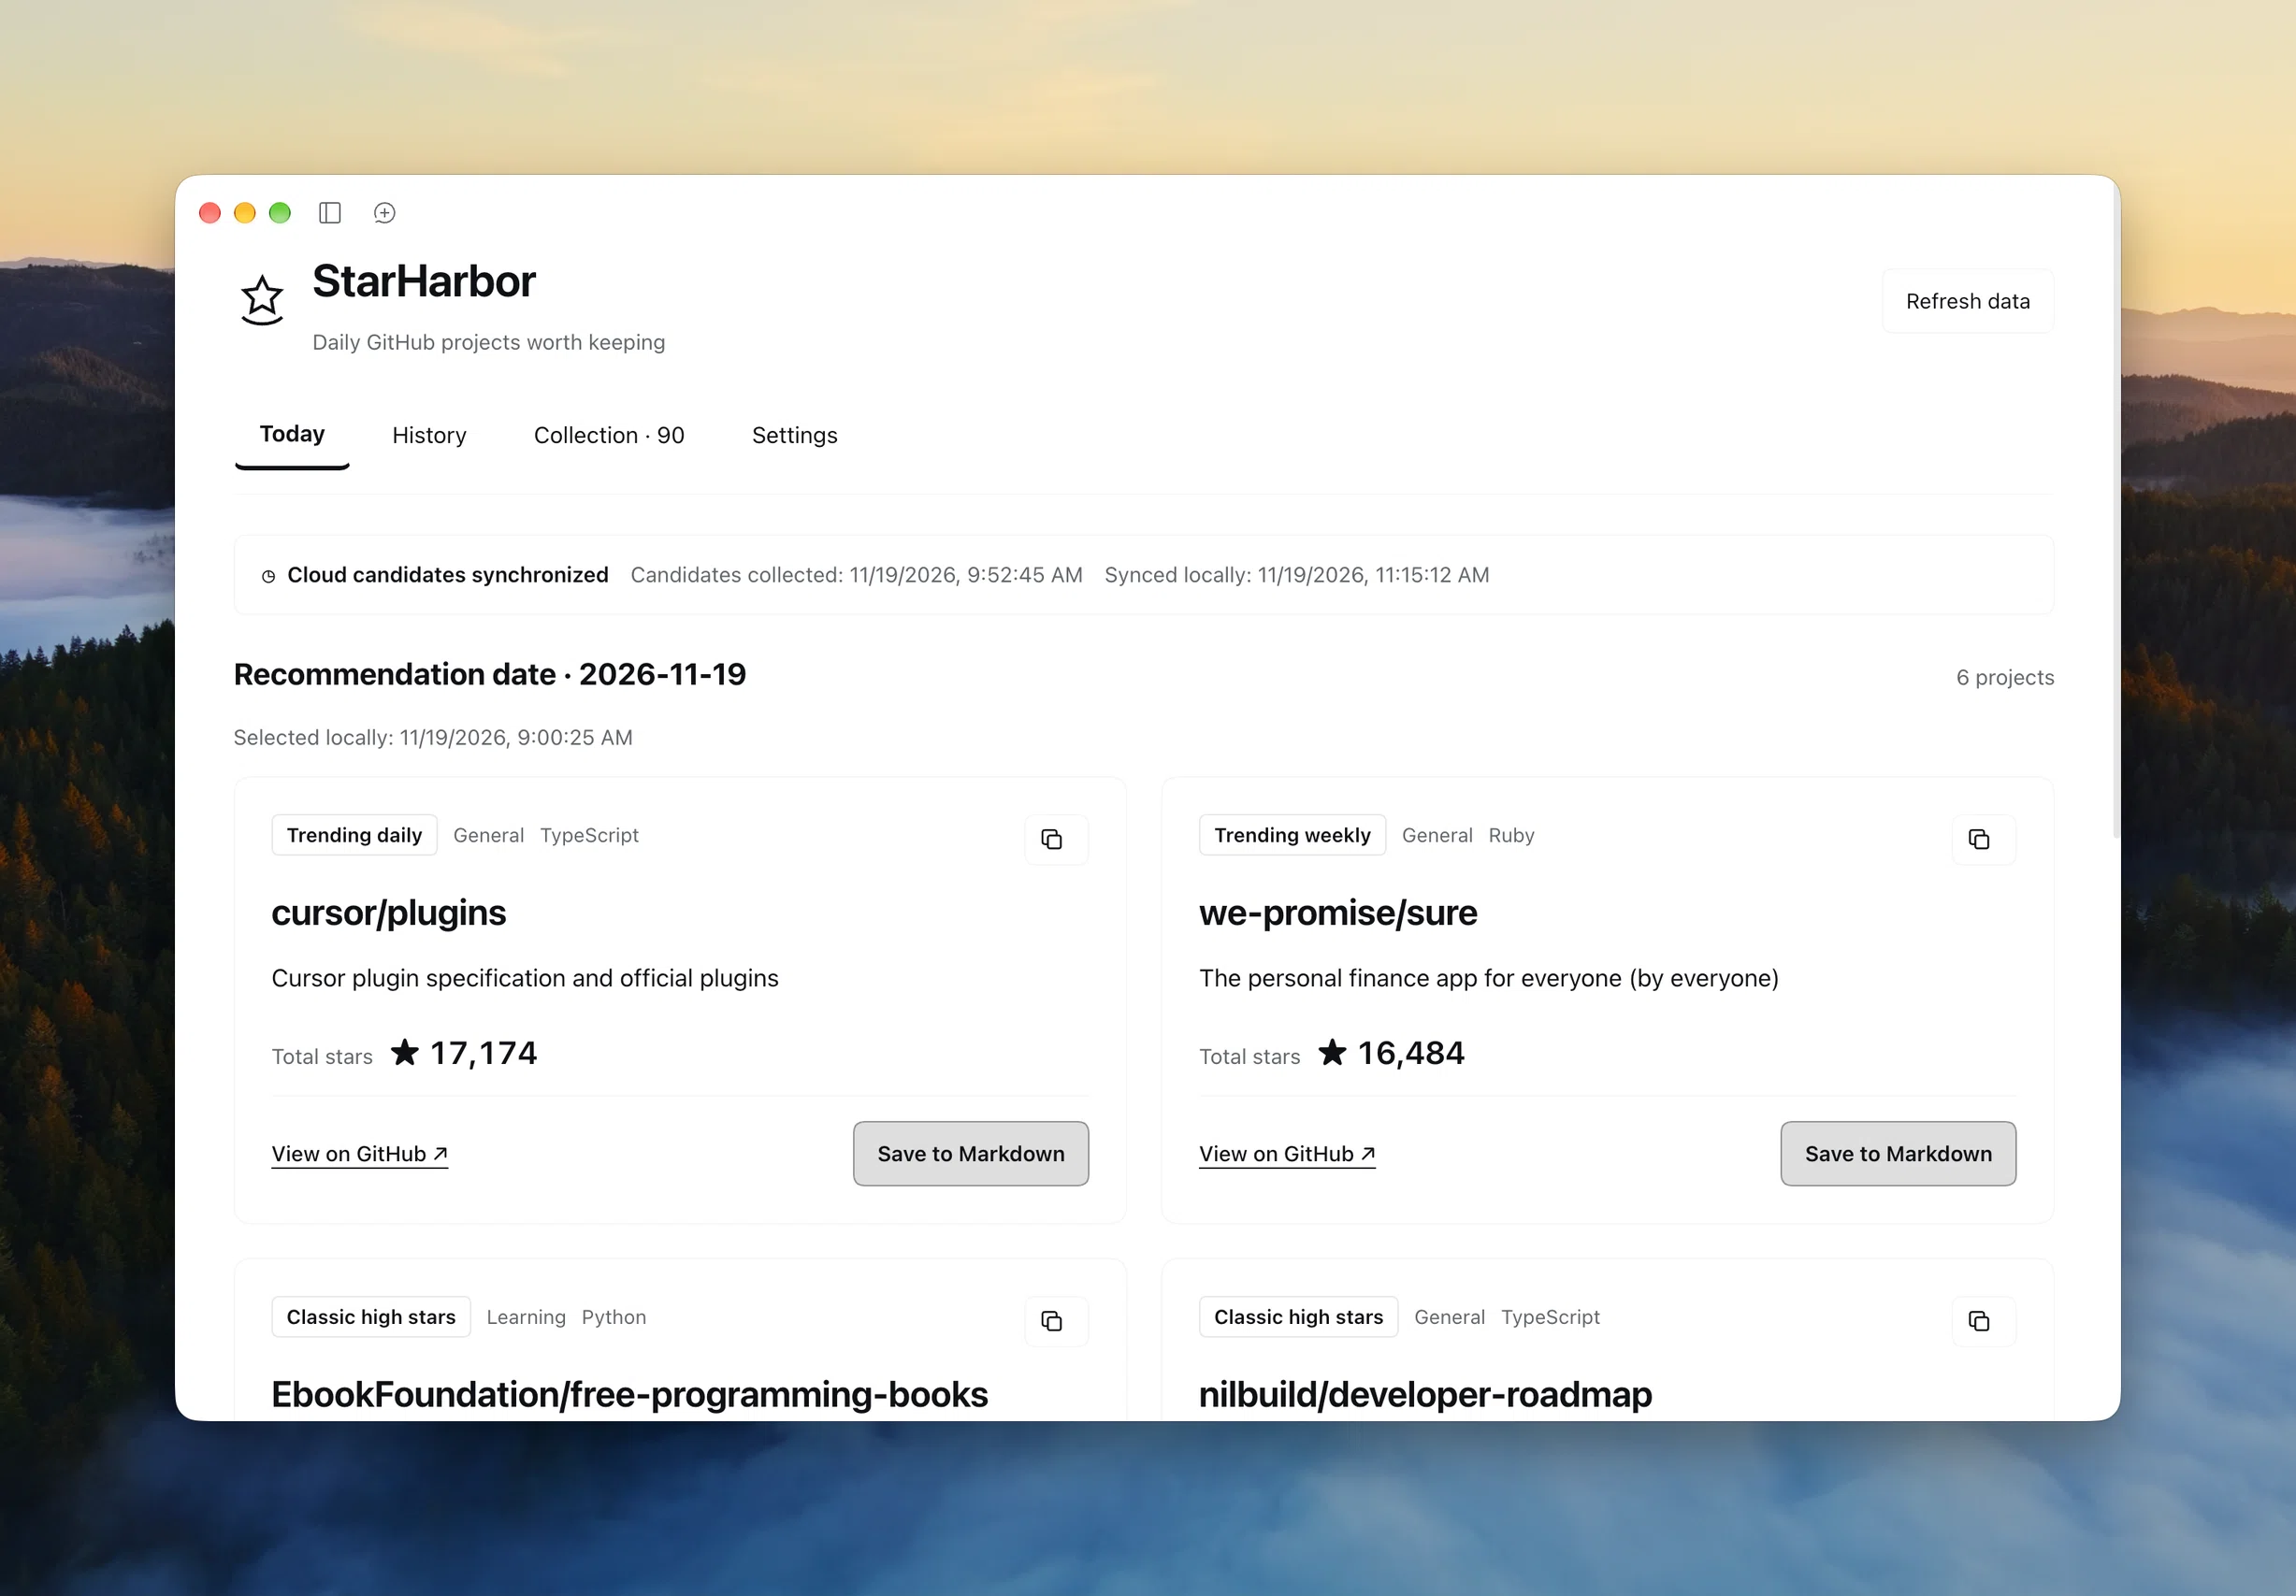 StarHarbor
Daily GitHub projects worth keeping
Refresh data
Today History Collection · 90 Settings
Cloud candidates synchronized Candidates collected: 11/19/2026, 9:52:45 AM Synced locally: 11/19/2026, 11:15:12 AM
Recommendation date · 2026-11-19
6 projects
Selected locally: 11/19/2026, 9:00:25 AM
Trending daily General TypeScript
cursor/plugins
Cursor plugin specification and official plugins
Total stars ★ 17,174
View on GitHub ↗ Save to Markdown
Trending weekly General Ruby
we-promise/sure
The personal finance app for everyone (by everyone)
Total stars ★ 16,484
View on GitHub ↗ Save to Markdown
Classic high stars Learning Python
EbookFoundation/free-programming-books
Classic high stars General TypeScript
nilbuild/developer-roadmap